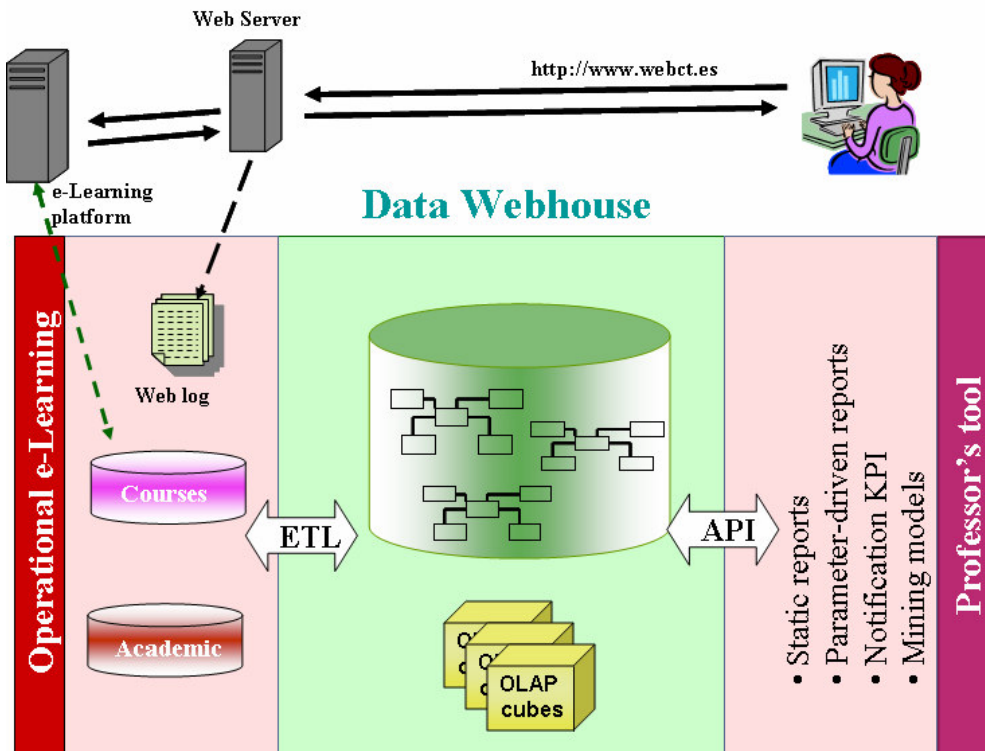 Web Server
http://www.webct.es
e-Learning
platform
Data Webhouse
Operational e-Learning
Web log
Courses
ETL
Academic
OLAP
cubes
API
• Static reports
• Parameter-driven reports
• Notification KPI
• Mining models
Professor's tool